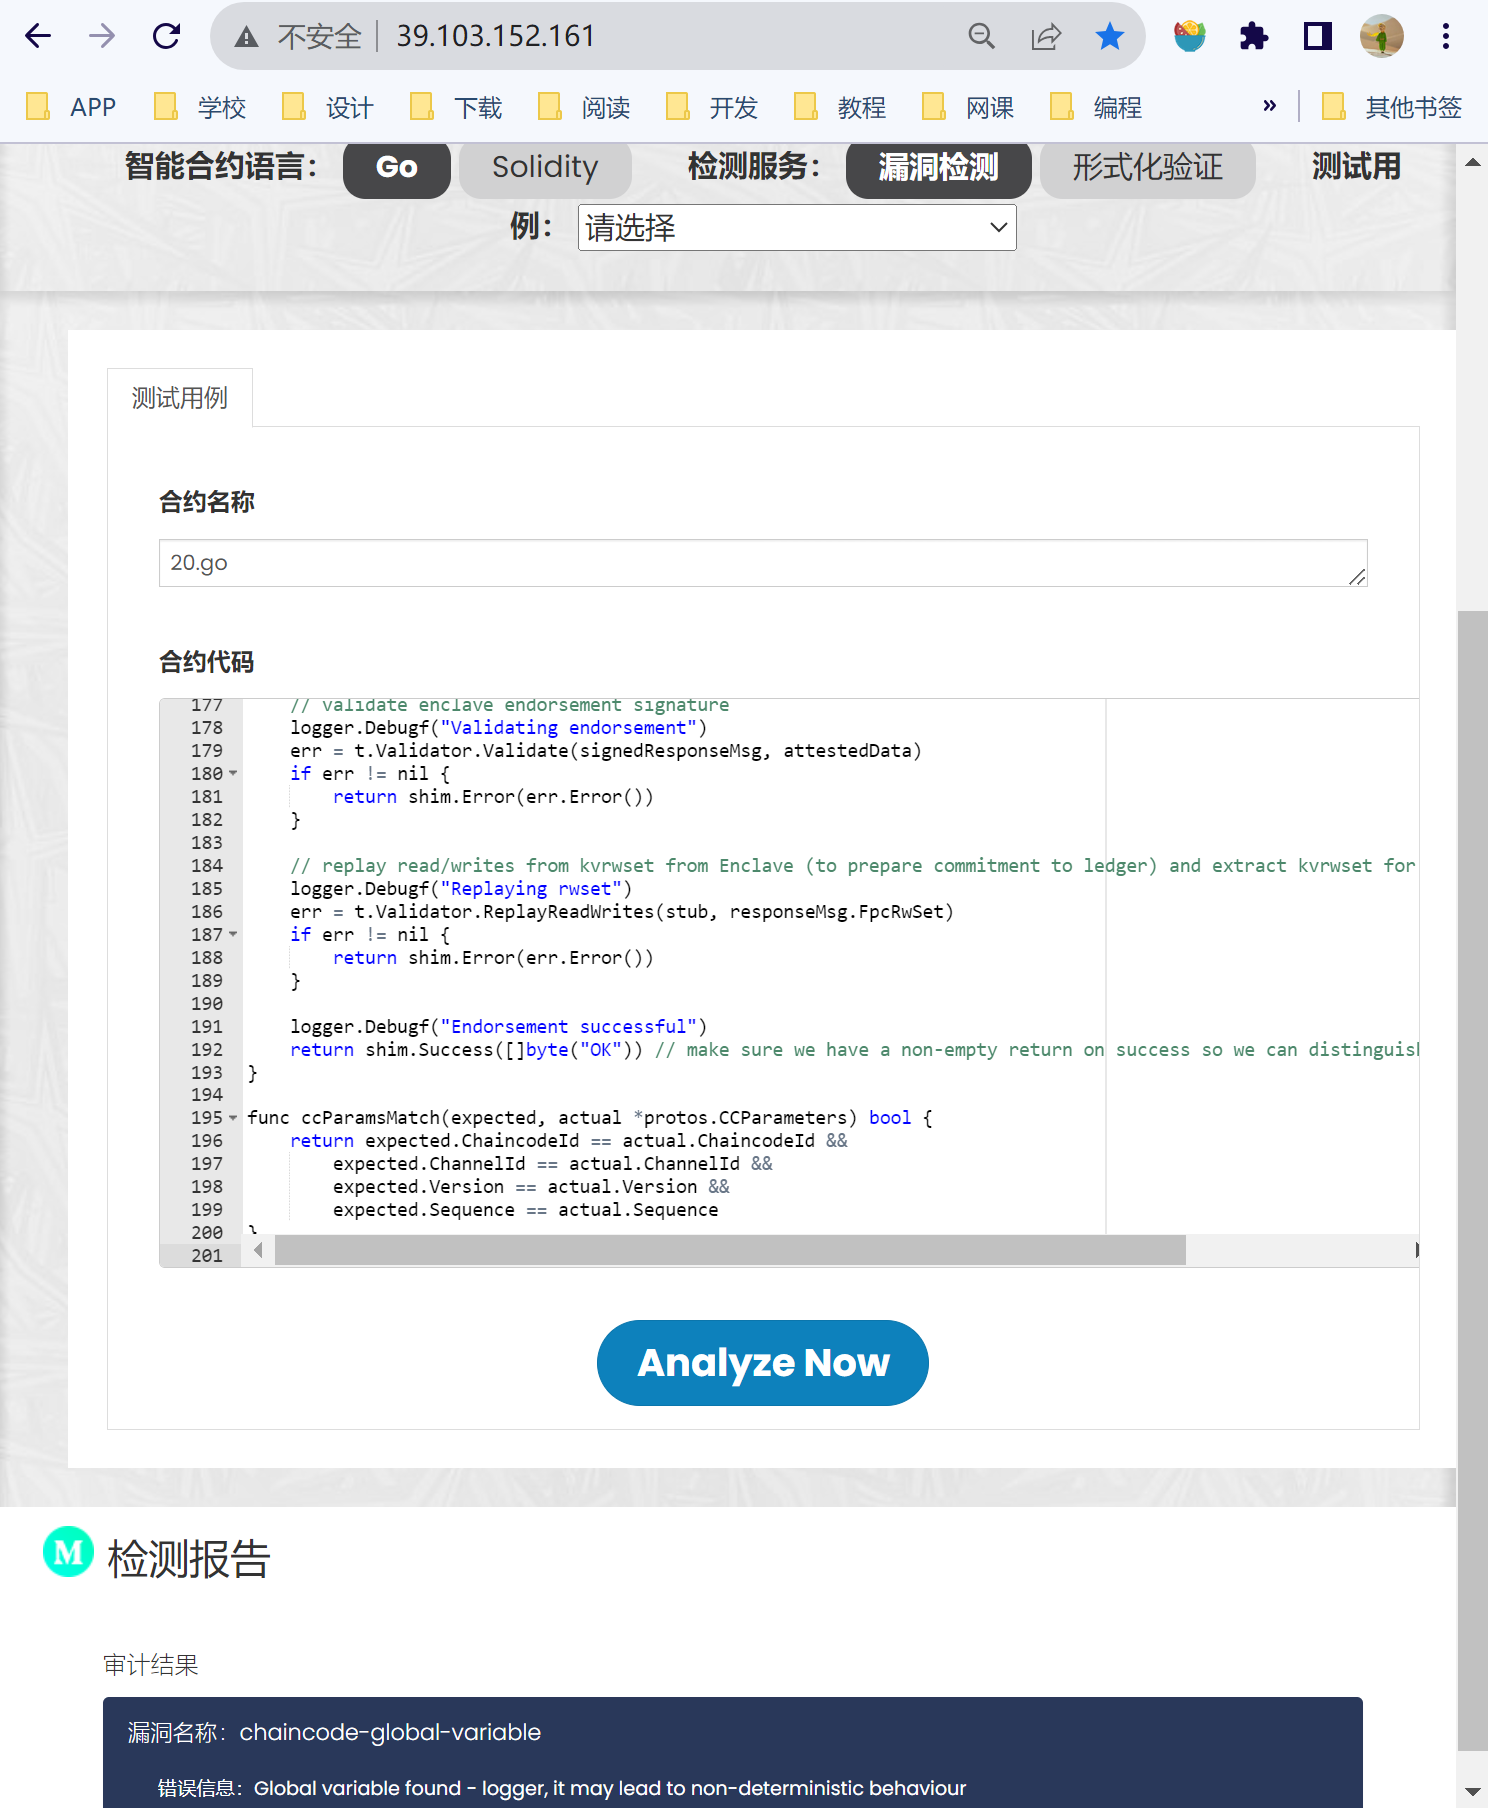 不安全 39.103.152.161
APP 学校 设计 下载 阅读 开发 教程 网课 编程 » 其他书签
智能合约语言： Go Solidity 检测服务： 漏洞检测 形式化验证 测试用
例： 请选择
测试用例
合约名称
20.go
合约代码
177 // validate enclave endorsement signature
178 logger.Debugf("Validating endorsement")
179 err = t.Validator.Validate(signedResponseMsg, attestedData)
180 if err != nil {
181 return shim.Error(err.Error())
182 }
183
184 // replay read/writes from kvrwset from Enclave (to prepare commitment to ledger) and extract kvrwset for
185 logger.Debugf("Replaying rwset")
186 err = t.Validator.ReplayReadWrites(stub, responseMsg.FpcRwSet)
187 if err != nil {
188 return shim.Error(err.Error())
189 }
190
191 logger.Debugf("Endorsement successful")
192 return shim.Success([]byte("OK")) // make sure we have a non-empty return on success so we can distinguish
193 }
194
195 func ccParamsMatch(expected, actual *protos.CCParameters) bool {
196 return expected.ChaincodeId == actual.ChaincodeId &&
197 expected.ChannelId == actual.ChannelId &&
198 expected.Version == actual.Version &&
199 expected.Sequence == actual.Sequence
200 }
201
Analyze Now
M 检测报告
审计结果
漏洞名称：chaincode-global-variable
错误信息：Global variable found - logger, it may lead to non-deterministic behaviour